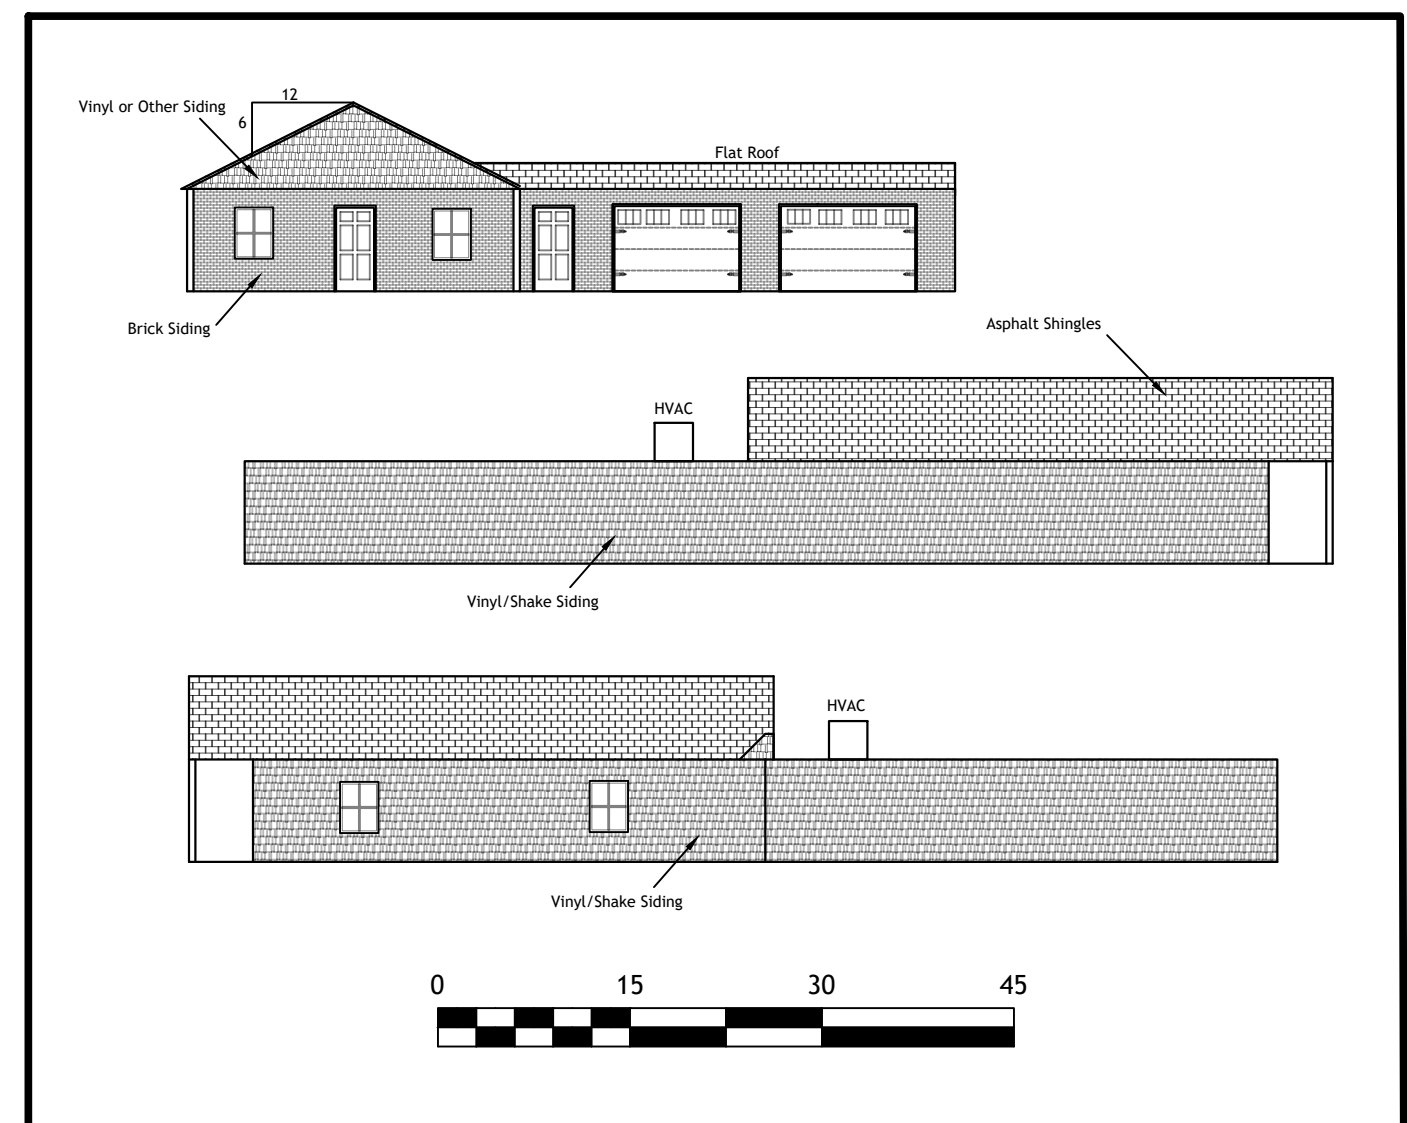 12
Vinyl or Other Siding
6
Flat Roof
Brick Siding
Asphalt Shingles
HVAC
Vinyl/Shake Siding
HVAC
Vinyl/Shake Siding
0 15 30 45